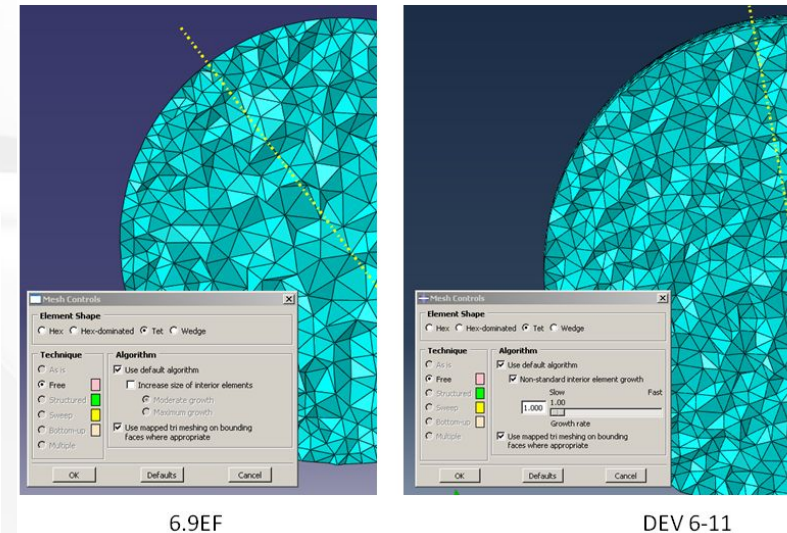 Mesh Controls
Element Shape
Hex Hex-dominated Tet Wedge
Technique
As is
Free
Structured
Sweep
Bottom-up
Multiple
Algorithm
Use default algorithm
Increase size of interior elements
Moderate growth
Maximum growth
Use mapped tri meshing on bounding
faces where appropriate
OK Defaults Cancel
6.9EF
Mesh Controls
Element Shape
Hex Hex-dominated Tet Wedge
Technique
As is
Free
Structured
Sweep
Bottom-up
Multiple
Algorithm
Use default algorithm
Non-standard interior element growth
Slow Fast
1.000 1.00
Growth rate
Use mapped tri meshing on bounding
faces where appropriate
OK Defaults Cancel
DEV 6-11